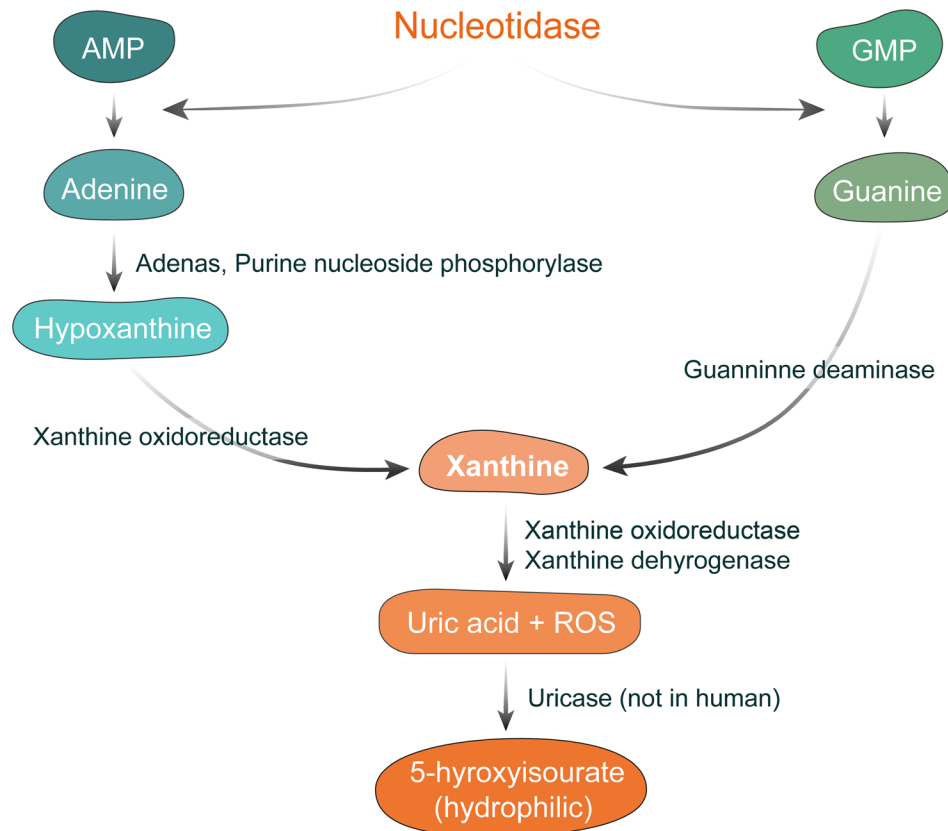 Nucleotidase
AMP
GMP
Adenine
Guanine
Adenas, Purine nucleoside phosphorylase
Hypoxanthine
Guanninne deaminase
Xanthine oxidoreductase
Xanthine
Xanthine oxidoreductase
Xanthine dehyrogenase
Uric acid + ROS
Uricase (not in human)
5-hyroxyisourate
(hydrophilic)